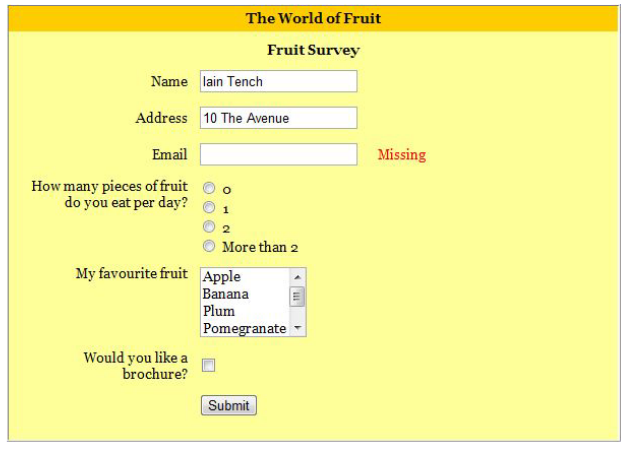 The World of Fruit
Fruit Survey
Name Iain Tench
Address 10 The Avenue
Email Missing
How many pieces of fruit
do you eat per day?
0
1
2
More than 2
My favourite fruit
Apple
Banana
Plum
Pomegranate
Would you like a
brochure?
Submit